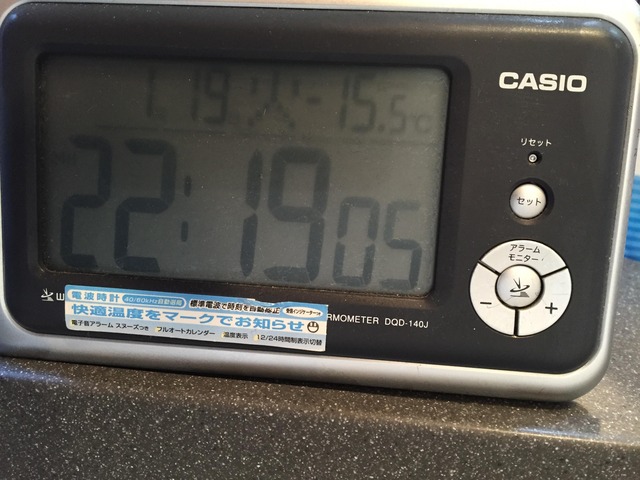 CASIO
1.19 火 -15.5℃
22:19 05
リセット
セット
アラーム
モニター
-
+
電波時計 40/60kHz自動選局 標準電波で時刻を自動修正
快適温度をマークでお知らせ
電子音アラーム スヌーズつき フルオートカレンダー 温度表示 12/24時間制表示切替
RMOMETER DQD-140J